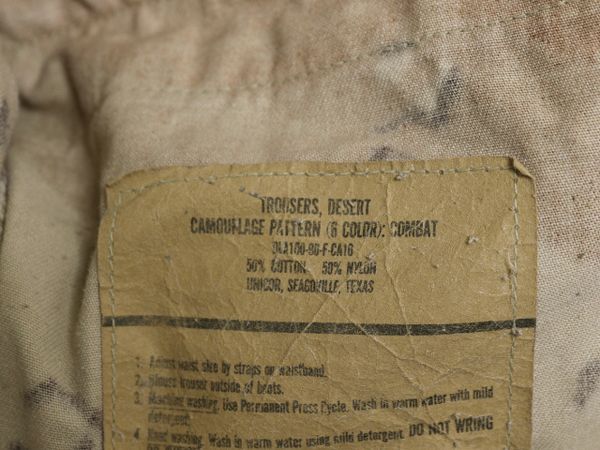 TROUSERS, DESERT
CAMOUFLAGE PATTERN (6 COLOR): COMBAT
DLA100-90-F-CA16
50% COTTON 50% NYLON
UNICOR, SEAGOVILLE, TEXAS
1. Adjust waist size by straps on waistband.
2. Blouse trouser outside of boots.
3. Machine washing. Use Permanent Press Cycle. Wash in warm water with mild
detergent.
4. Hand washing. Wash in warm water using mild detergent. DO NOT WRING